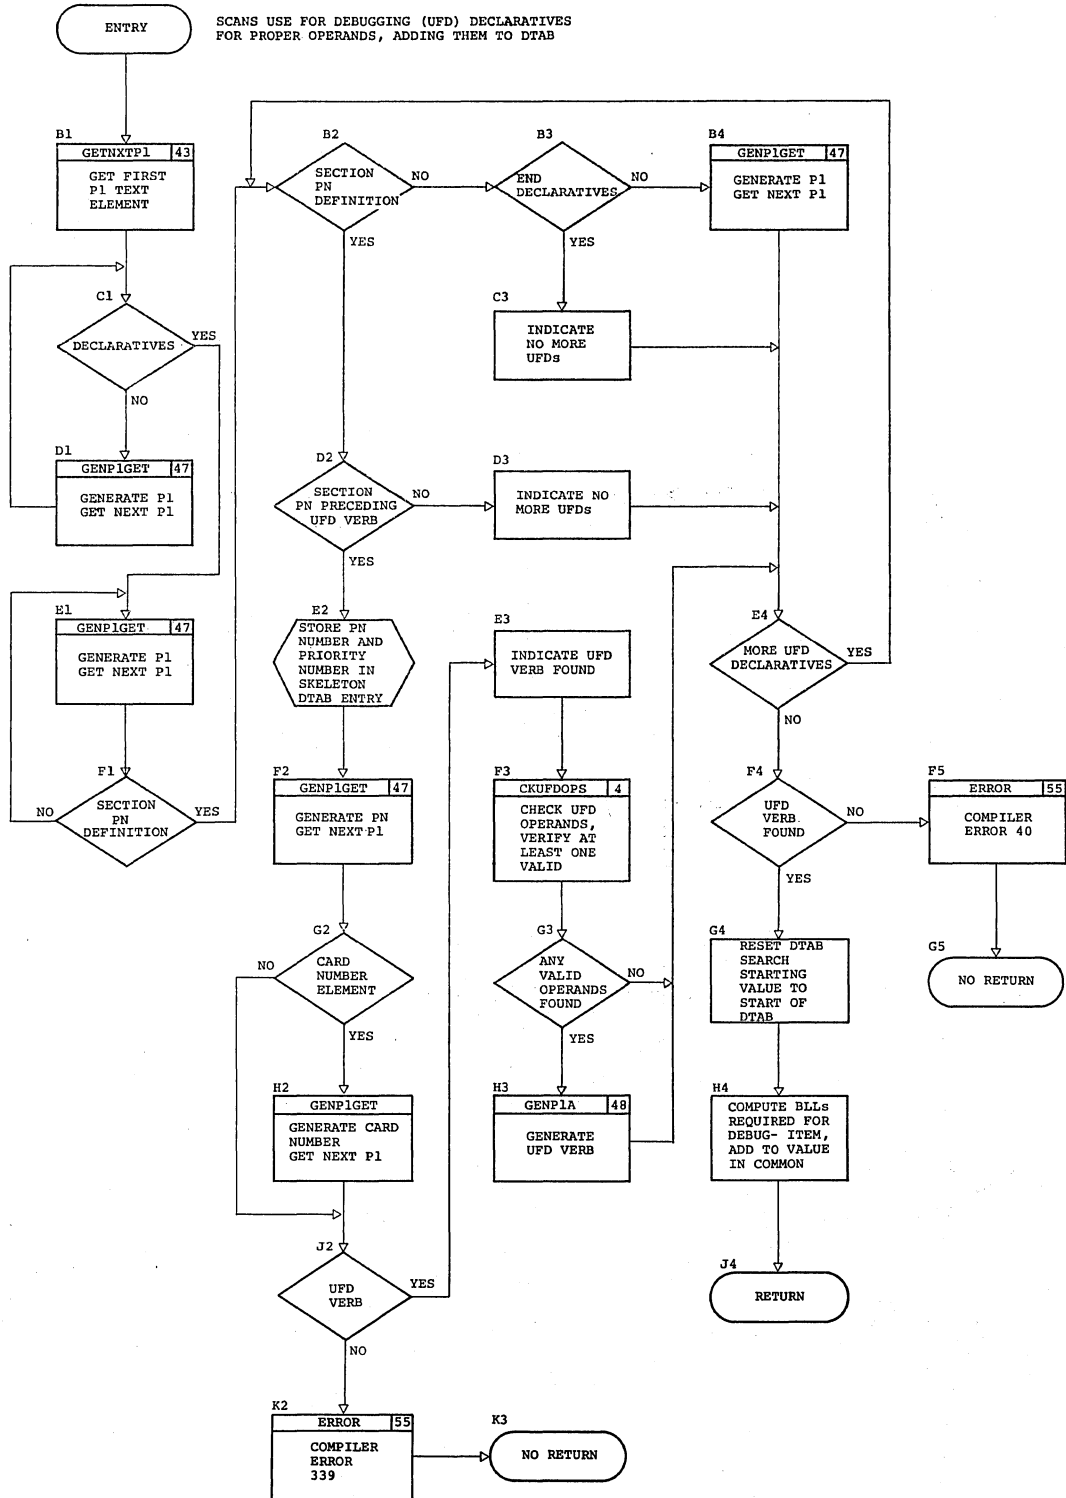 ENTRY
SCANS USE FOR DEBUGGING (UFD) DECLARATIVES
FOR PROPER OPERANDS, ADDING THEM TO DTAB
B1
GETNXTP1 43
GET FIRST
P1 TEXT
ELEMENT
C1
DECLARATIVES
YES
NO
D1
GENP1GET 47
GENERATE P1
GET NEXT P1
E1
GENP1GET 47
GENERATE P1
GET NEXT P1
F1
SECTION
PN
DEFINITION
NO
YES
B2
SECTION
PN
DEFINITION
NO
YES
D2
SECTION
PN PRECEDING
UFD VERB
NO
YES
E2
STORE PN
NUMBER AND
PRIORITY
NUMBER IN
SKELETON
DTAB ENTRY
F2
GENP1GET 47
GENERATE PN
GET NEXT P1
G2
CARD
NUMBER
ELEMENT
NO
YES
H2
GENP1GET
GENERATE CARD
NUMBER
GET NEXT P1
J2
UFD
VERB
YES
NO
K2
ERROR 55
COMPILER
ERROR
339
K3
NO RETURN
B3
END
DECLARATIVES
NO
YES
C3
INDICATE
NO MORE
UFDs
D3
INDICATE NO
MORE UFDs
E3
INDICATE UFD
VERB FOUND
F3
CKUFDOPS 4
CHECK UFD
OPERANDS,
VERIFY AT
LEAST ONE
VALID
G3
ANY
VALID
OPERANDS
FOUND
NO
YES
H3
GENP1A 48
GENERATE
UFD VERB
B4
GENP1GET 47
GENERATE P1
GET NEXT P1
E4
MORE UFD
DECLARATIVES
YES
NO
F4
UFD
VERB
FOUND
NO
YES
G4
RESET DTAB
SEARCH
STARTING
VALUE TO
START OF
DTAB
H4
COMPUTE BLLs
REQUIRED FOR
DEBUG- ITEM,
ADD TO VALUE
IN COMMON
J4
RETURN
F5
ERROR 55
COMPILER
ERROR 40
G5
NO RETURN